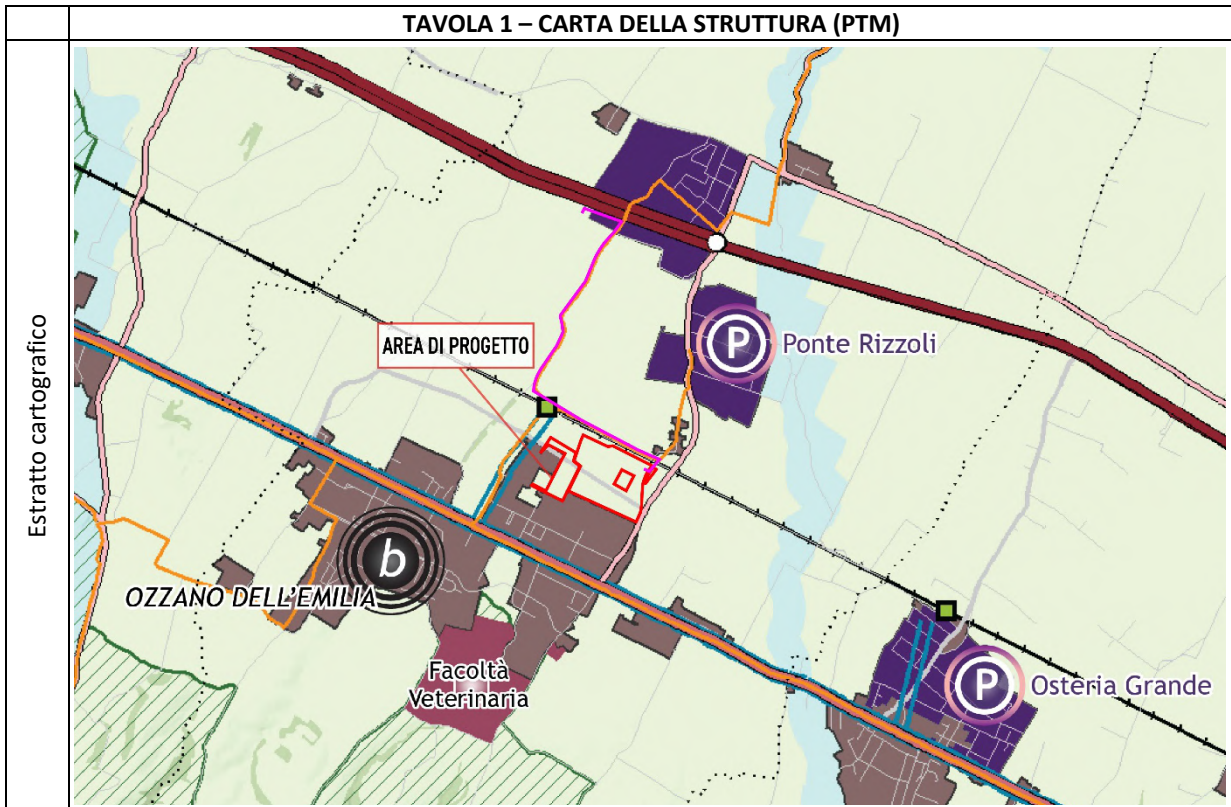 TAVOLA 1 – CARTA DELLA STRUTTURA (PTM)
Estratto cartografico
AREA DI PROGETTO
P
Ponte Rizzoli
b
OZZANO DELL'EMILIA
Facoltà
Veterinaria
P
Osteria Grande